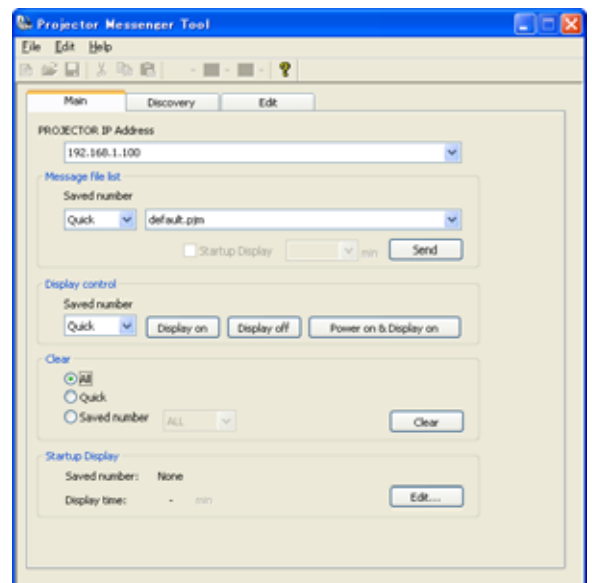 Projector Messenger Tool
File Edit Help
Main Discovery Edit
PROJECTOR IP Address
192.168.1.100
Message file list
Saved number
Quick default.pjm
Startup Display min Send
Display control
Saved number
Quick Display on Display off Power on & Display on
Clear
All
Quick
Saved number ALL Clear
Startup Display
Saved number: None
Display time: - min Edit...